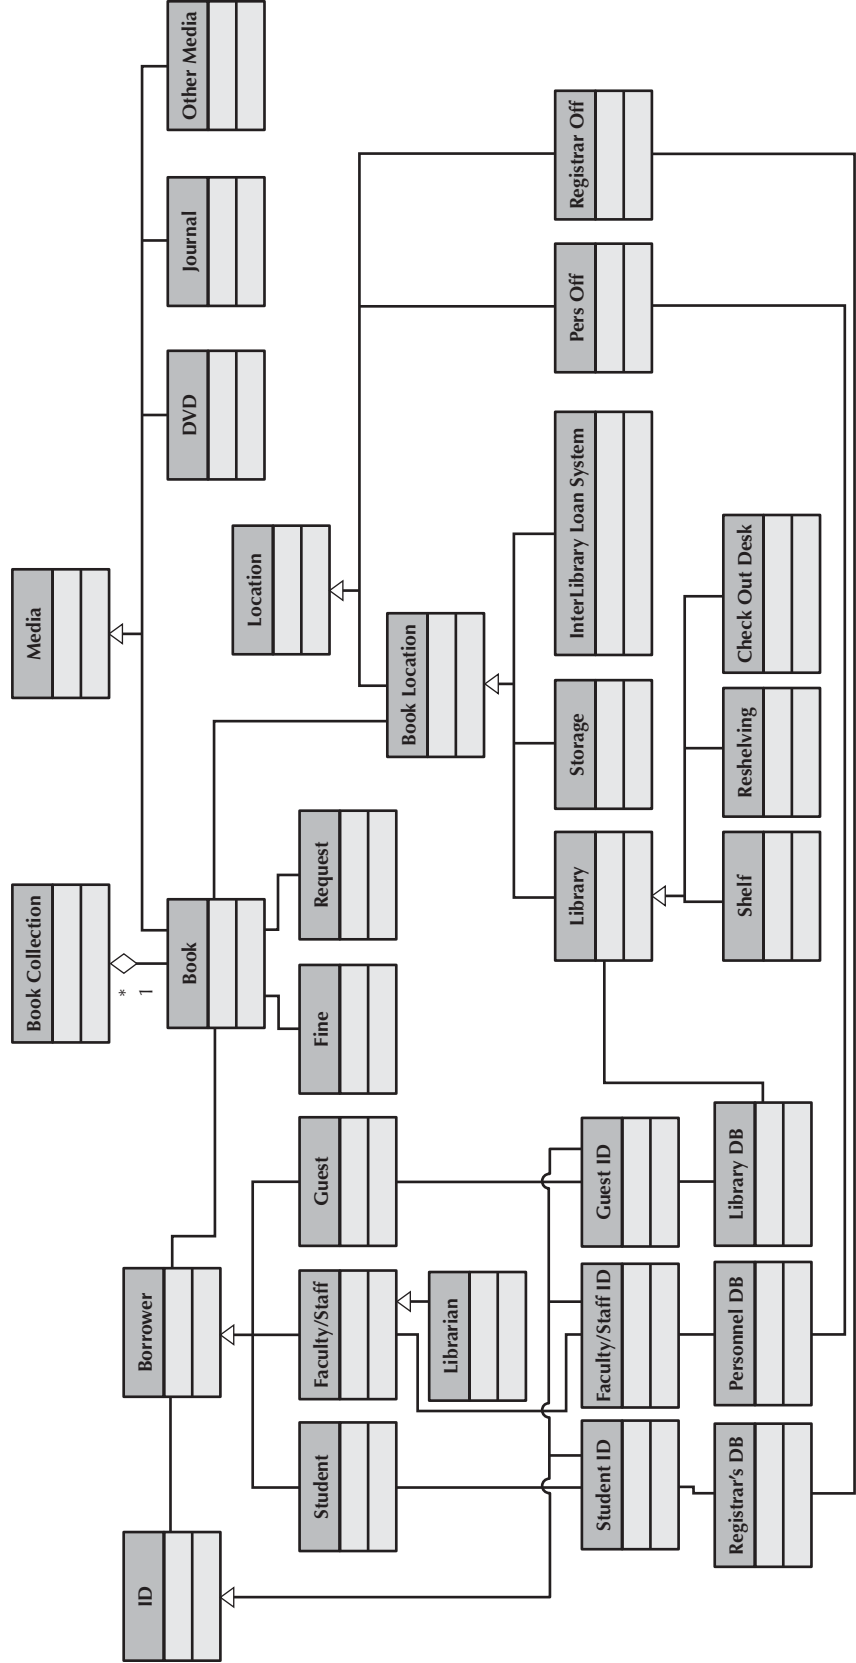 Book Collection
*
1
Media
ID
Borrower
Book
DVD
Journal
Other Media
Location
Student
Faculty/Staff
Guest
Fine
Request
Book Location
Librarian
Student ID
Faculty/Staff ID
Guest ID
Library
Storage
InterLibrary Loan System
Pers Off
Registrar Off
Registrar's DB
Personnel DB
Library DB
Shelf
Reshelving
Check Out Desk